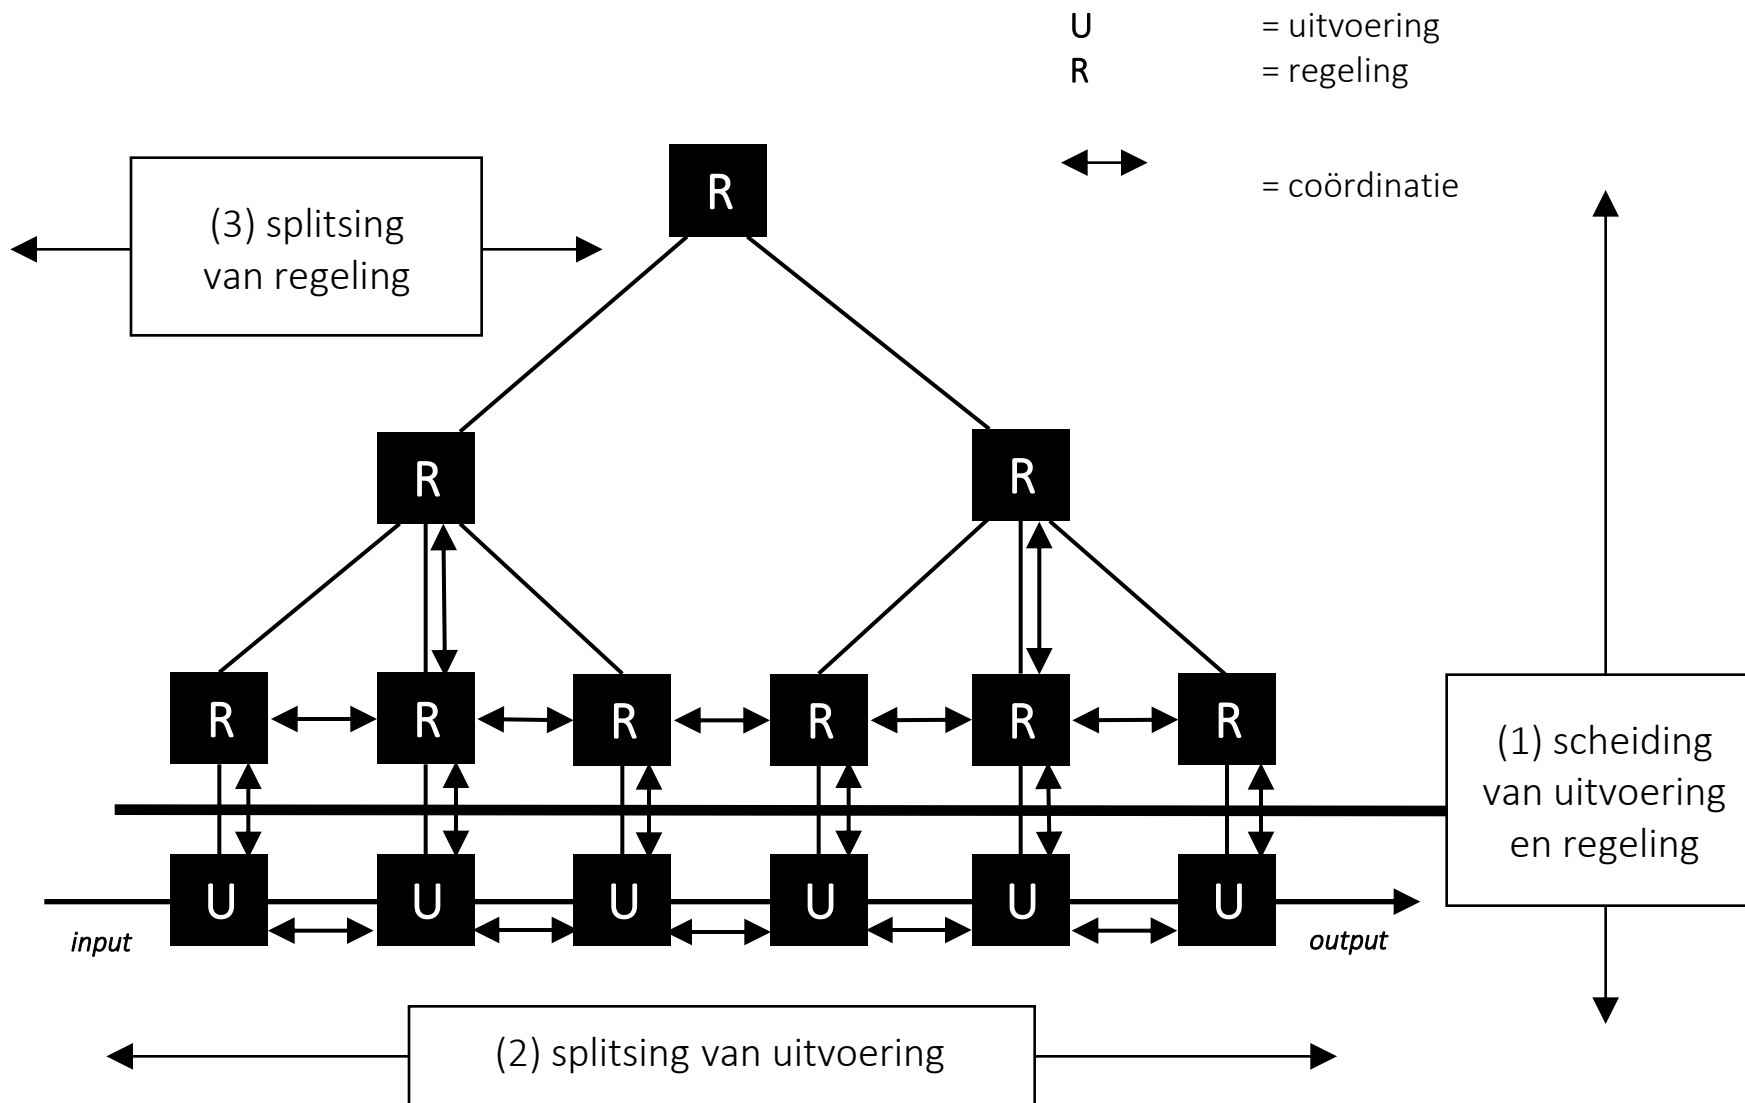 U = uitvoering
R = regeling
= coördinatie
R
(3) splitsing
van regeling
R R
R R R R R R
(1) scheiding
van uitvoering
en regeling
U U U U U U
input output
(2) splitsing van uitvoering